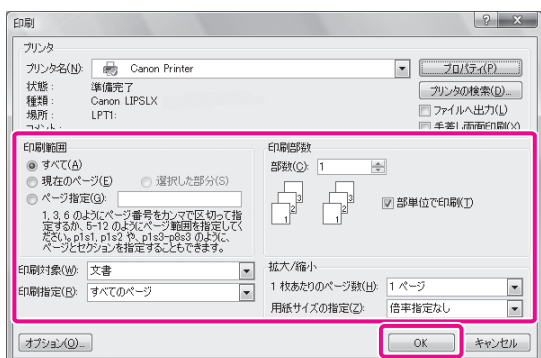 印刷
プリンタ
プリンタ名(N): Canon Printer
プロパティ(P)
状態: 準備完了
プリンタの検索(D)...
種類: Canon LIPSLX
場所: LPT1:
ファイルへ出力(L)
コメント:
手差し両面印刷(X)
印刷範囲
すべて(A)
現在のページ(E) 選択した部分(S)
ページ指定(G):
1, 3, 6 のようにページ番号をカンマで区切って指
定するか、5-12 のようにページ範囲を指定してく
ださい。p1s1, p1s2 や、p1s3-p8s3 のように、
ページとセクションを指定することもできます。
印刷部数
部数(C): 1
1 2 3
1 2 3
部単位で印刷(T)
印刷対象(W): 文書
印刷指定(R): すべてのページ
拡大/縮小
1 枚あたりのページ数(H): 1 ページ
用紙サイズの指定(Z): 倍率指定なし
オプション(O)...
OK
キャンセル